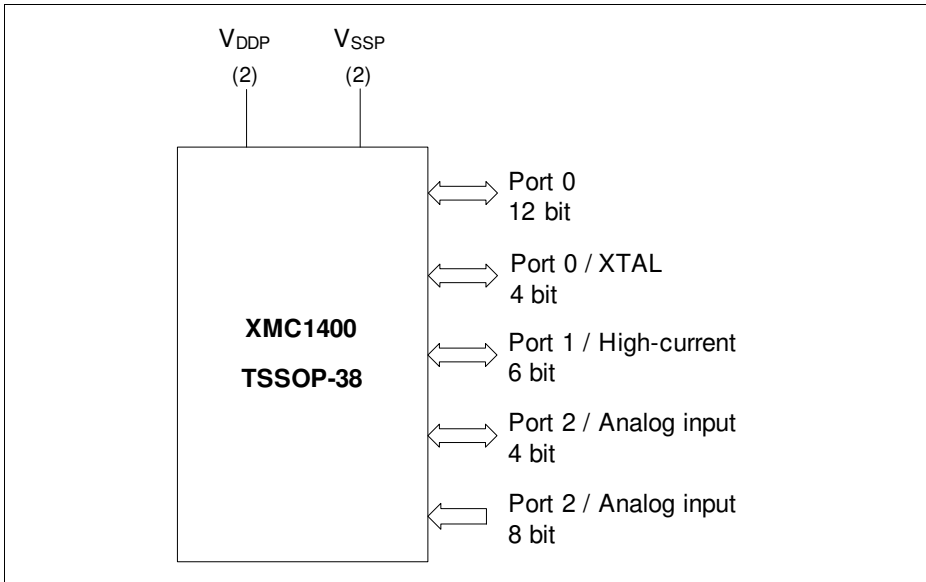 VDDP
(2)
VSSP
(2)
XMC1400
TSSOP-38
Port 0
12 bit
Port 0 / XTAL
4 bit
Port 1 / High-current
6 bit
Port 2 / Analog input
4 bit
Port 2 / Analog input
8 bit